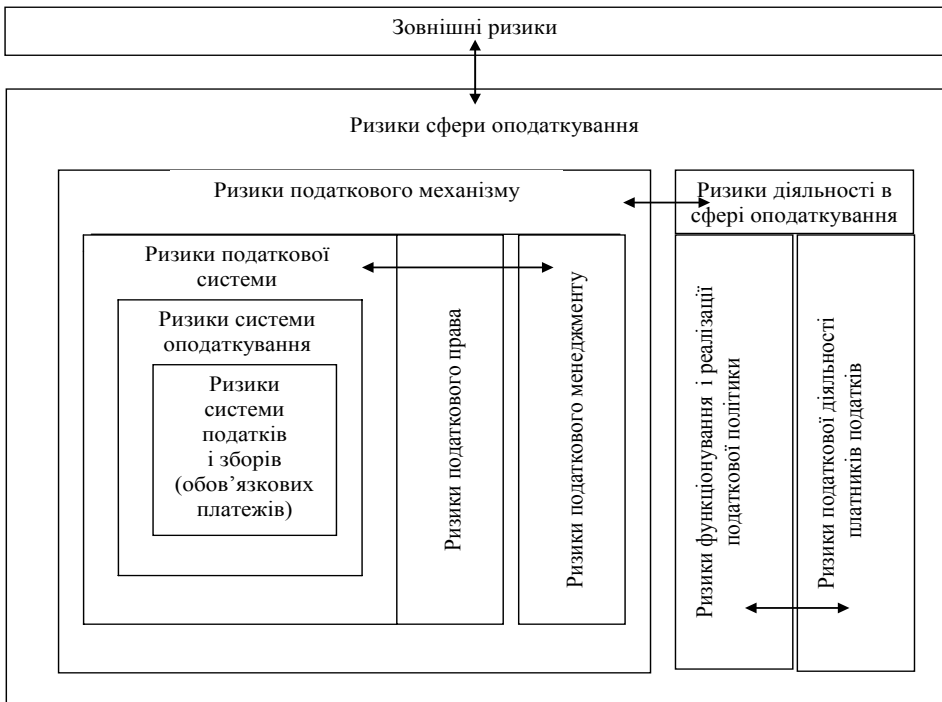 Зовнішні ризики
Ризики сфери оподаткування
Ризики податкового механізму
Ризики діяльності в
сфері оподаткування
Ризики податкової
системи
Ризики системи
оподаткування
Ризики
системи
податків
і зборів
(обов’язкових
платежів)
Ризики податкового права
Ризики податкового менеджменту
Ризики функціонування і реалізації
податкової політики
Ризики податкової діяльності
платників податків